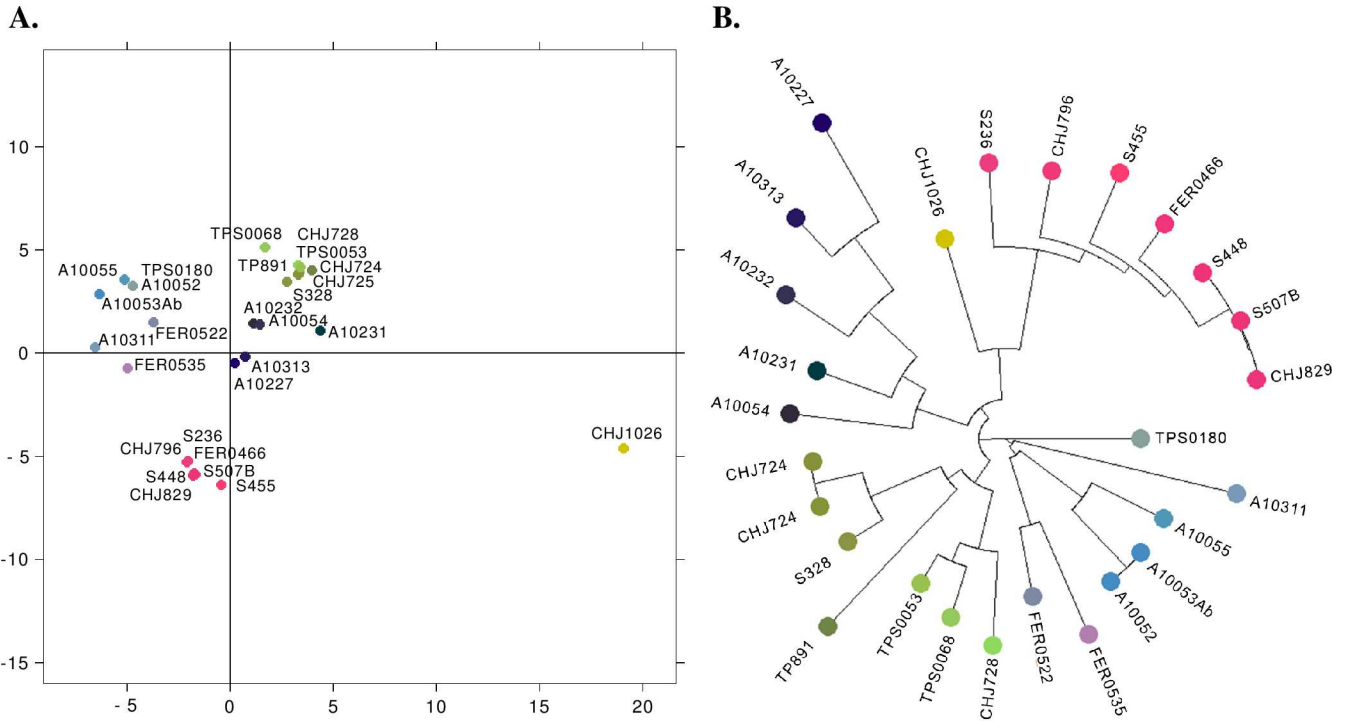 A.
B.
10
5
0
- 5
-10
-15
- 5
0
5
10
15
20
TPS0068
CHJ728
TPS0053
TP891
CHJ724
CHJ725
S328
A10055
TPS0180
A10052
A10053Ab
A10232
A10054
A10231
FER0522
A10311
FER0535
A10313
A10227
CHJ1026
S236
CHJ796
FER0466
S448
S507B
CHJ829
S455
A10227
A10313
A10232
A10231
A10054
CHJ1026
S236
CHJ796
S455
FER0466
S448
S507B
CHJ829
TPS0180
A10311
A10055
A10053Ab
A10052
FER0535
FER0522
CHJ728
TPS0068
TPS0053
TP891
S328
CHJ724
CHJ724